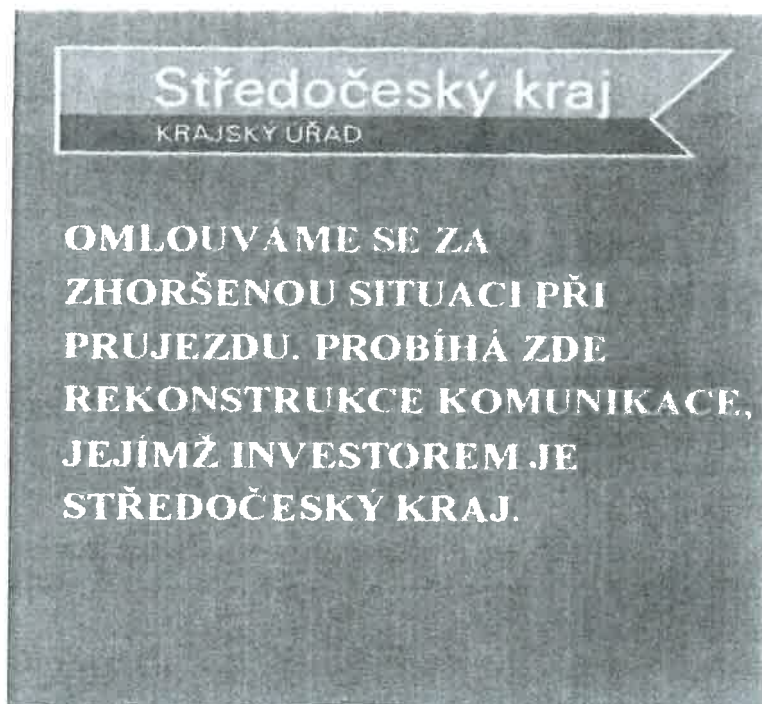 Středočeský kraj
KRAJSKÝ ÚŘAD
OMLOUVÁME SE ZA
ZHORŠENOU SITUACI PŘI
PRUJEZDU. PROBÍHÁ ZDE
REKONSTRUKCE KOMUNIKACE,
JEJÍMŽ INVESTOREM JE
STŘEDOČESKÝ KRAJ.